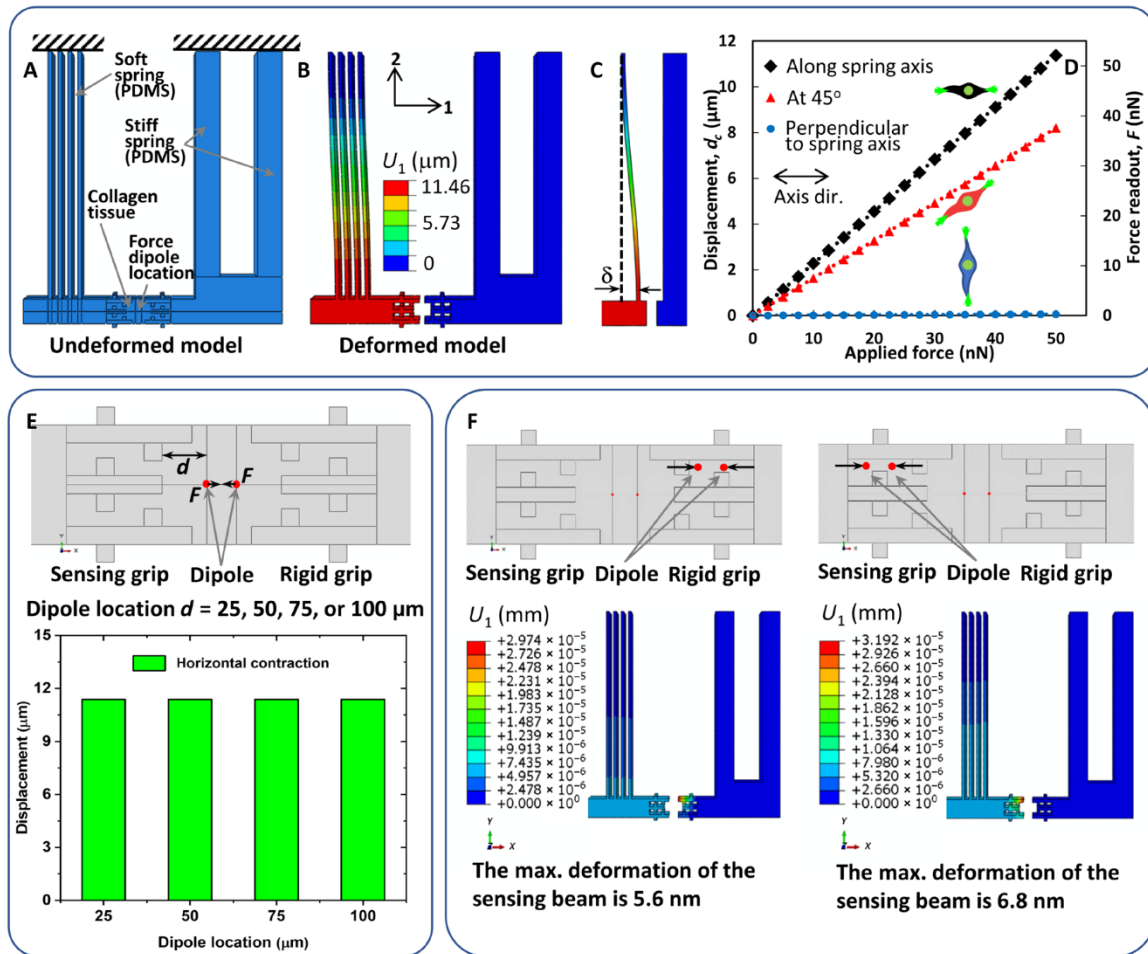 A
Soft
spring
(PDMS)
Stiff
spring
(PDMS)
Collagen
tissue
Force
dipole
location
Undeformed model
B
2
1
U1 (μm)
11.46
5.73
0
Deformed model
C
δ
D
12
10
8
6
4
2
0
Displacement, dc (μm)
Along spring axis
At 45°
Perpendicular
to spring axis
Axis dir.
0 10 20 30 40 50
Applied force (nN)
50
40
30
20
10
0
Force readout, F (nN)
E
d
F
F
Y
X
Sensing grip Dipole Rigid grip
Dipole location d = 25, 50, 75, or 100 μm
15
12
9
6
3
0
Displacement (μm)
Horizontal contraction
25 50 75 100
Dipole location (μm)
F
Y
X
Sensing grip Dipole Rigid grip
U1 (mm)
+2.974 × 10-5
+2.726 × 10-5
+2.478 × 10-5
+2.231 × 10-5
+1.983 × 10-5
+1.735 × 10-5
+1.487 × 10-5
+1.239 × 10-5
+9.913 × 10-6
+7.435 × 10-6
+4.957 × 10-6
+2.478 × 10-6
+0.000 × 100
Y
Z
X
The max. deformation of the
sensing beam is 5.6 nm
Y
X
Sensing grip Dipole Rigid grip
U1 (mm)
+3.192 × 10-5
+2.926 × 10-5
+2.660 × 10-5
+2.394 × 10-5
+2.128 × 10-5
+1.862 × 10-5
+1.596 × 10-5
+1.330 × 10-5
+1.064 × 10-5
+7.980 × 10-6
+5.320 × 10-6
+2.660 × 10-6
+0.000 × 100
Y
Z
X
The max. deformation of the
sensing beam is 6.8 nm